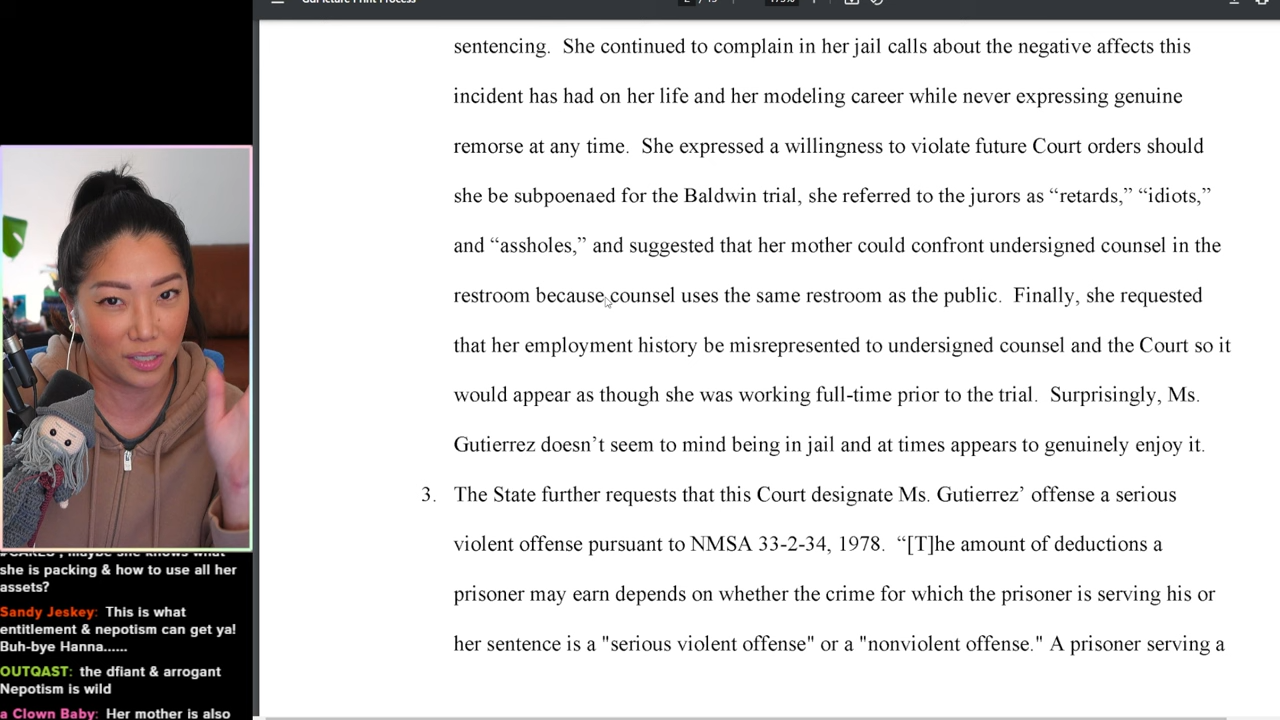 sentencing.  She continued to complain in her jail calls about the negative affects this
incident has had on her life and her modeling career while never expressing genuine
remorse at any time.  She expressed a willingness to violate future Court orders should
she be subpoenaed for the Baldwin trial, she referred to the jurors as “retards,” “idiots,”
and “assholes,” and suggested that her mother could confront undersigned counsel in the
restroom because counsel uses the same restroom as the public.  Finally, she requested
that her employment history be misrepresented to undersigned counsel and the Court so it
would appear as though she was working full-time prior to the trial.  Surprisingly, Ms.
Gutierrez doesn’t seem to mind being in jail and at times appears to genuinely enjoy it.
3. The State further requests that this Court designate Ms. Gutierrez’ offense a serious
violent offense pursuant to NMSA 33-2-34, 1978.  “[T]he amount of deductions a
prisoner may earn depends on whether the crime for which the prisoner is serving his or
her sentence is a "serious violent offense" or a "nonviolent offense." A prisoner serving a
she is packing & how to use all her
assets?
Sandy Jeskey: This is what
entitlement & nepotism can get ya!
Buh-bye Hanna......
OUTQAST: the dfiant & arrogant
Nepotism is wild
a Clown Baby: Her mother is also